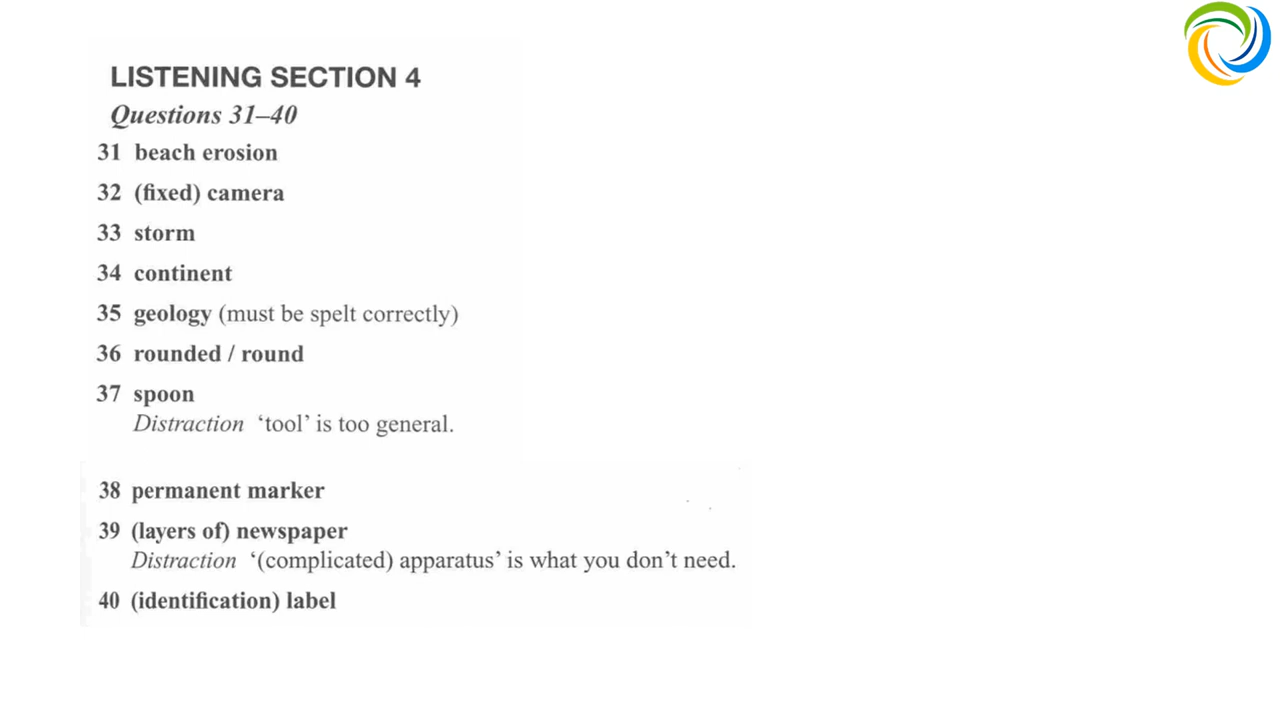 LISTENING SECTION 4
Questions 31–40
31 beach erosion
32 (fixed) camera
33 storm
34 continent
35 geology (must be spelt correctly)
36 rounded / round
37 spoon
Distraction ‘tool’ is too general.
38 permanent marker
39 (layers of) newspaper
Distraction ‘(complicated) apparatus’ is what you don’t need.
40 (identification) label